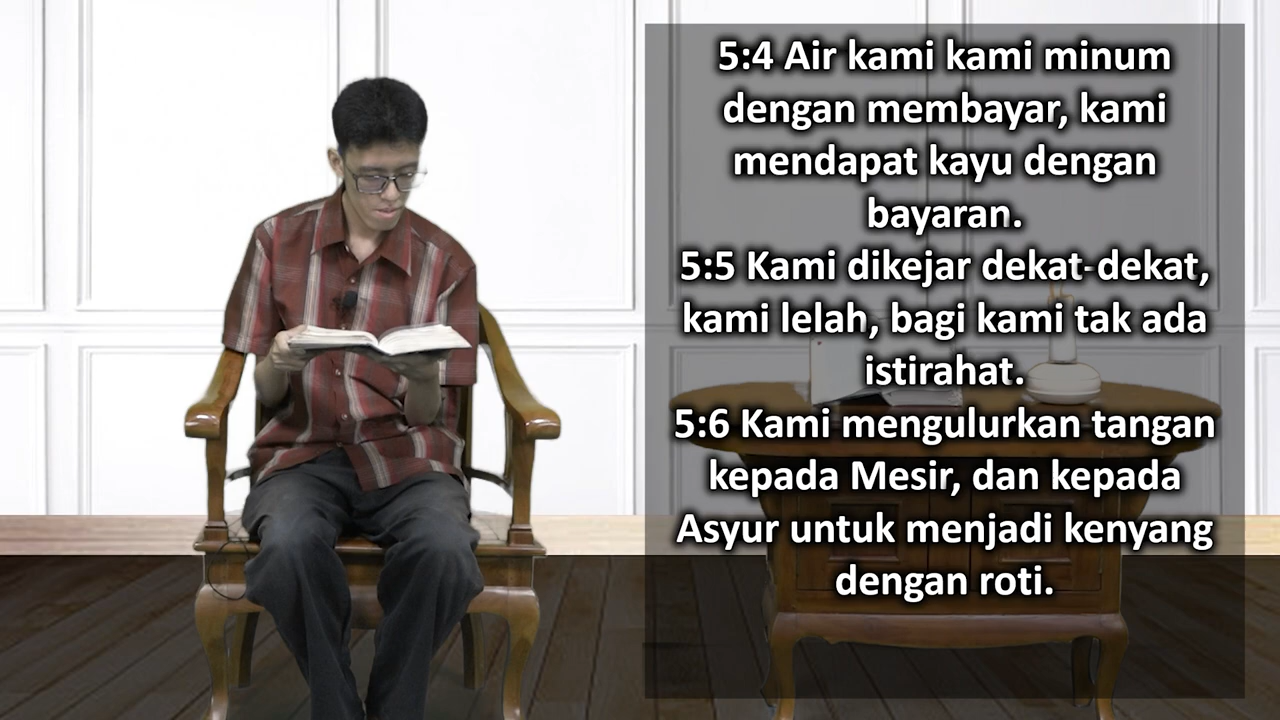 5:4 Air kami kami minum
dengan membayar, kami
mendapat kayu dengan
bayaran.
5:5 Kami dikejar dekat-dekat,
kami lelah, bagi kami tak ada
istirahat.
5:6 Kami mengulurkan tangan
kepada Mesir, dan kepada
Asyur untuk menjadi kenyang
dengan roti.